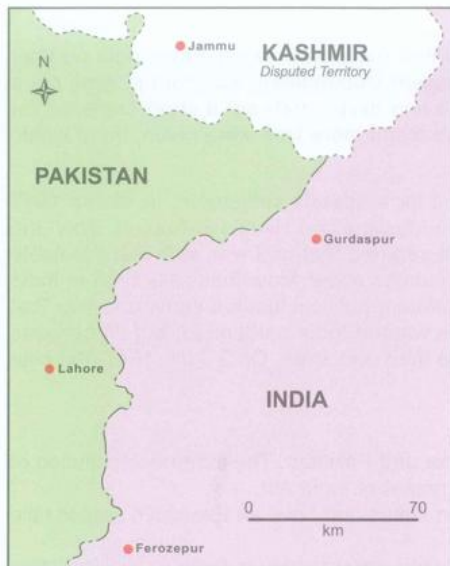 Jammu
KASHMIR
Disputed Territory
N
PAKISTAN
Gurdaspur
Lahore
INDIA
0 70
km
Ferozepur